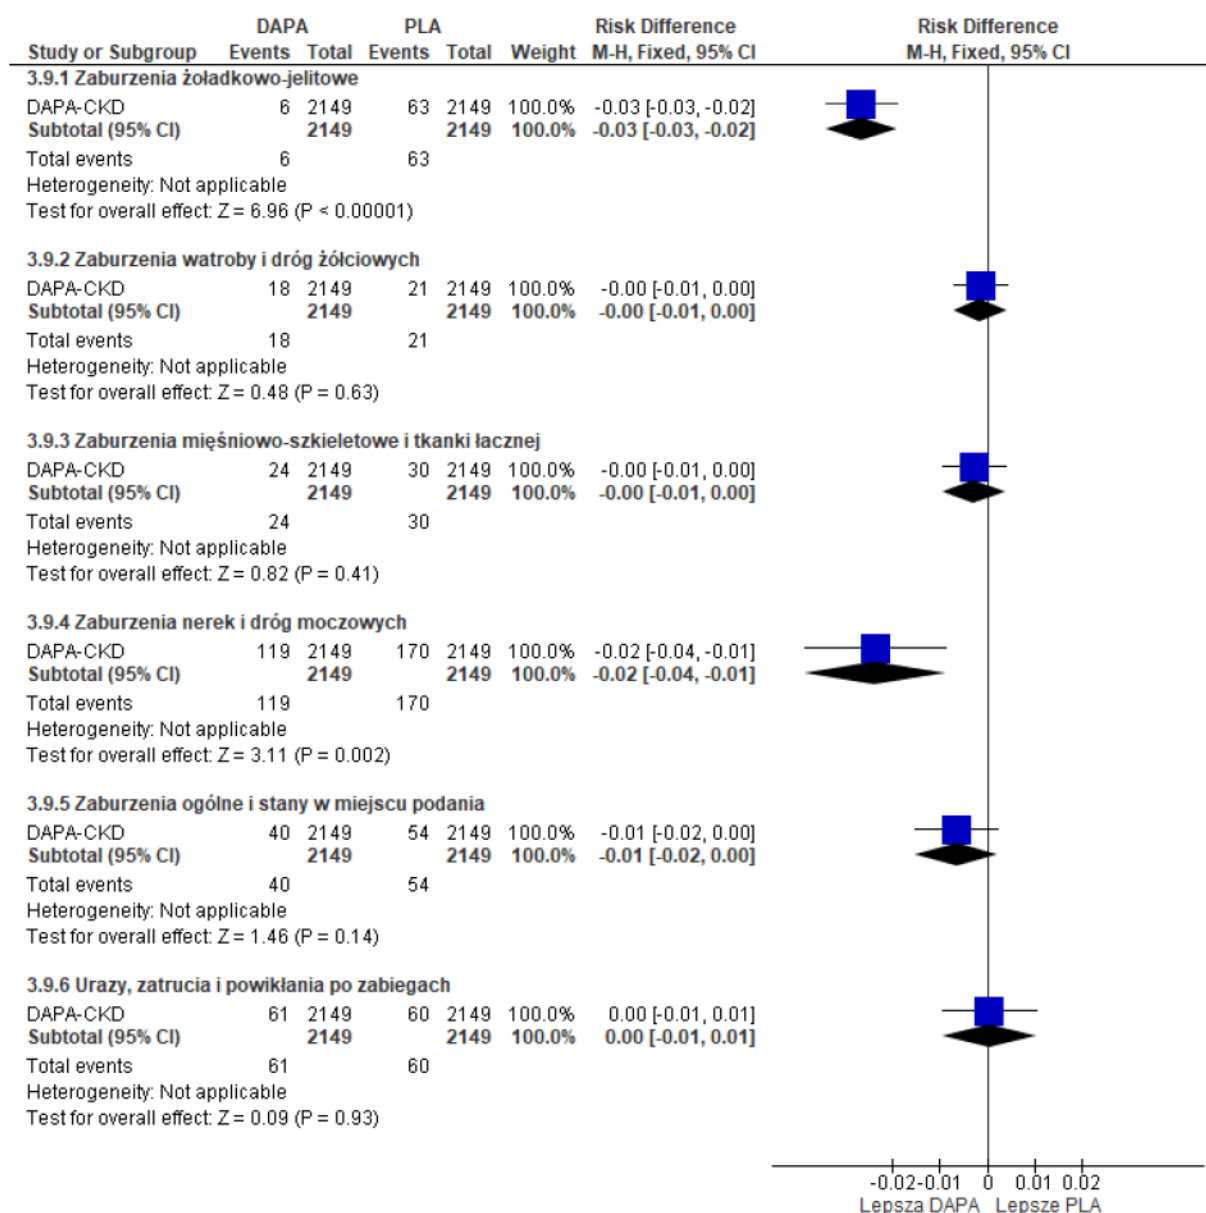 DAPA PLA Risk Difference Risk Difference
Study or Subgroup Events Total Events Total Weight M-H, Fixed, 95% CI M-H, Fixed, 95% CI
3.9.1 Zaburzenia żoładkowo-jelitowe
DAPA-CKD 6 2149 63 2149 100.0% -0.03 [-0.03, -0.02]
Subtotal (95% CI) 2149 2149 100.0% -0.03 [-0.03, -0.02]
Total events 6 63
Heterogeneity: Not applicable
Test for overall effect: Z = 6.96 (P < 0.00001)
3.9.2 Zaburzenia watroby i dróg żółciowych
DAPA-CKD 18 2149 21 2149 100.0% -0.00 [-0.01, 0.00]
Subtotal (95% CI) 2149 2149 100.0% -0.00 [-0.01, 0.00]
Total events 18 21
Heterogeneity: Not applicable
Test for overall effect: Z = 0.48 (P = 0.63)
3.9.3 Zaburzenia mięśniowo-szkieletowe i tkanki łacznej
DAPA-CKD 24 2149 30 2149 100.0% -0.00 [-0.01, 0.00]
Subtotal (95% CI) 2149 2149 100.0% -0.00 [-0.01, 0.00]
Total events 24 30
Heterogeneity: Not applicable
Test for overall effect: Z = 0.82 (P = 0.41)
3.9.4 Zaburzenia nerek i dróg moczowych
DAPA-CKD 119 2149 170 2149 100.0% -0.02 [-0.04, -0.01]
Subtotal (95% CI) 2149 2149 100.0% -0.02 [-0.04, -0.01]
Total events 119 170
Heterogeneity: Not applicable
Test for overall effect: Z = 3.11 (P = 0.002)
3.9.5 Zaburzenia ogólne i stany w miejscu podania
DAPA-CKD 40 2149 54 2149 100.0% -0.01 [-0.02, 0.00]
Subtotal (95% CI) 2149 2149 100.0% -0.01 [-0.02, 0.00]
Total events 40 54
Heterogeneity: Not applicable
Test for overall effect: Z = 1.46 (P = 0.14)
3.9.6 Urazy, zatrucia i powikłania po zabiegach
DAPA-CKD 61 2149 60 2149 100.0% 0.00 [-0.01, 0.01]
Subtotal (95% CI) 2149 2149 100.0% 0.00 [-0.01, 0.01]
Total events 61 60
Heterogeneity: Not applicable
Test for overall effect: Z = 0.09 (P = 0.93)
-0.02 -0.01 0 0.01 0.02
Lepsza DAPA Lepsze PLA